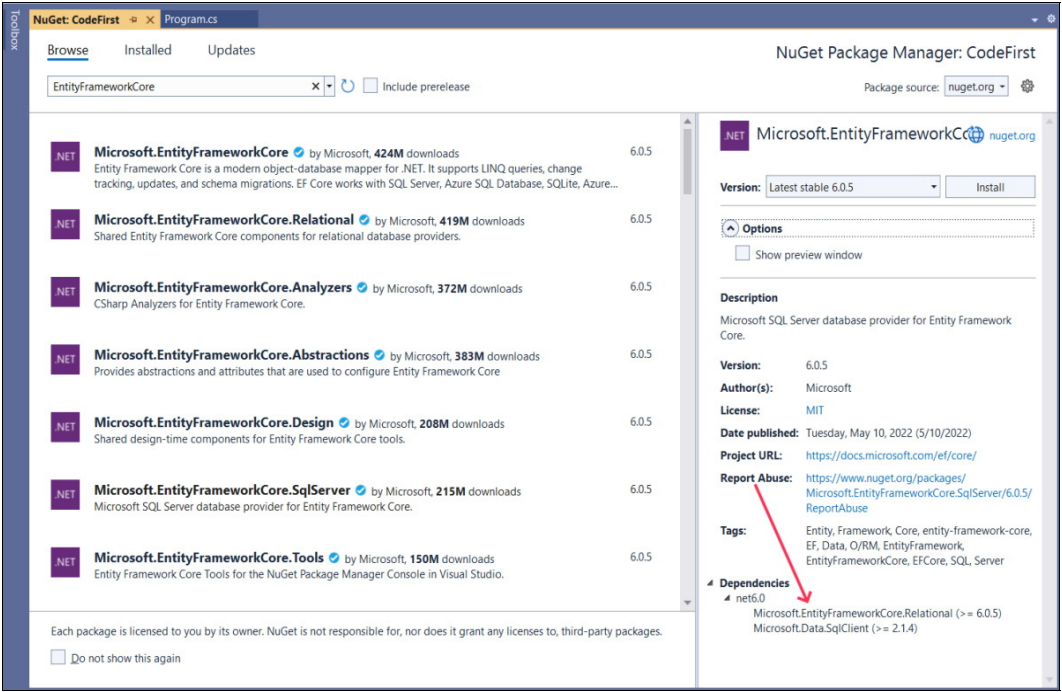 Toolbox
NuGet: CodeFirst
Program.cs
Browse Installed Updates
NuGet Package Manager: CodeFirst
EntityFrameworkCore
Include prerelease
Package source: nuget.org
.NET
Microsoft.EntityFrameworkCore by Microsoft, 424M downloads 6.0.5
Entity Framework Core is a modern object-database mapper for .NET. It supports LINQ queries, change
tracking, updates, and schema migrations. EF Core works with SQL Server, Azure SQL Database, SQLite, Azure...
.NET
Microsoft.EntityFrameworkCore.Relational by Microsoft, 419M downloads 6.0.5
Shared Entity Framework Core components for relational database providers.
.NET
Microsoft.EntityFrameworkCore.Analyzers by Microsoft, 372M downloads 6.0.5
CSharp Analyzers for Entity Framework Core.
.NET
Microsoft.EntityFrameworkCore.Abstractions by Microsoft, 383M downloads 6.0.5
Provides abstractions and attributes that are used to configure Entity Framework Core
.NET
Microsoft.EntityFrameworkCore.Design by Microsoft, 208M downloads 6.0.5
Shared design-time components for Entity Framework Core tools.
.NET
Microsoft.EntityFrameworkCore.SqlServer by Microsoft, 215M downloads 6.0.5
Microsoft SQL Server database provider for Entity Framework Core.
.NET
Microsoft.EntityFrameworkCore.Tools by Microsoft, 150M downloads 6.0.5
Entity Framework Core Tools for the NuGet Package Manager Console in Visual Studio.
Each package is licensed to you by its owner. NuGet is not responsible, nor does it grant any licenses to, third-party packages.
Do not show this again
.NET
Microsoft.EntityFrameworkCo nuget.org
Version: Latest stable 6.0.5 Install
Options
Show preview window
Description
Microsoft SQL Server database provider for Entity Framework
Core.
Version: 6.0.5
Author(s): Microsoft
License: MIT
Date published: Tuesday, May 10, 2022 (5/10/2022)
Project URL: https://docs.microsoft.com/ef/core/
Report Abuse: https://www.nuget.org/packages/
Microsoft.EntityFrameworkCore.SqlServer/6.0.5/
ReportAbuse
Tags: Entity, Framework, Core, entity-framework-core,
EF, Data, O/RM, EntityFramework,
EntityFrameworkCore, EFCore, SQL, Server
Dependencies
net6.0
Microsoft.EntityFrameworkCore.Relational (>= 6.0.5)
Microsoft.Data.SqlClient (>= 2.1.4)